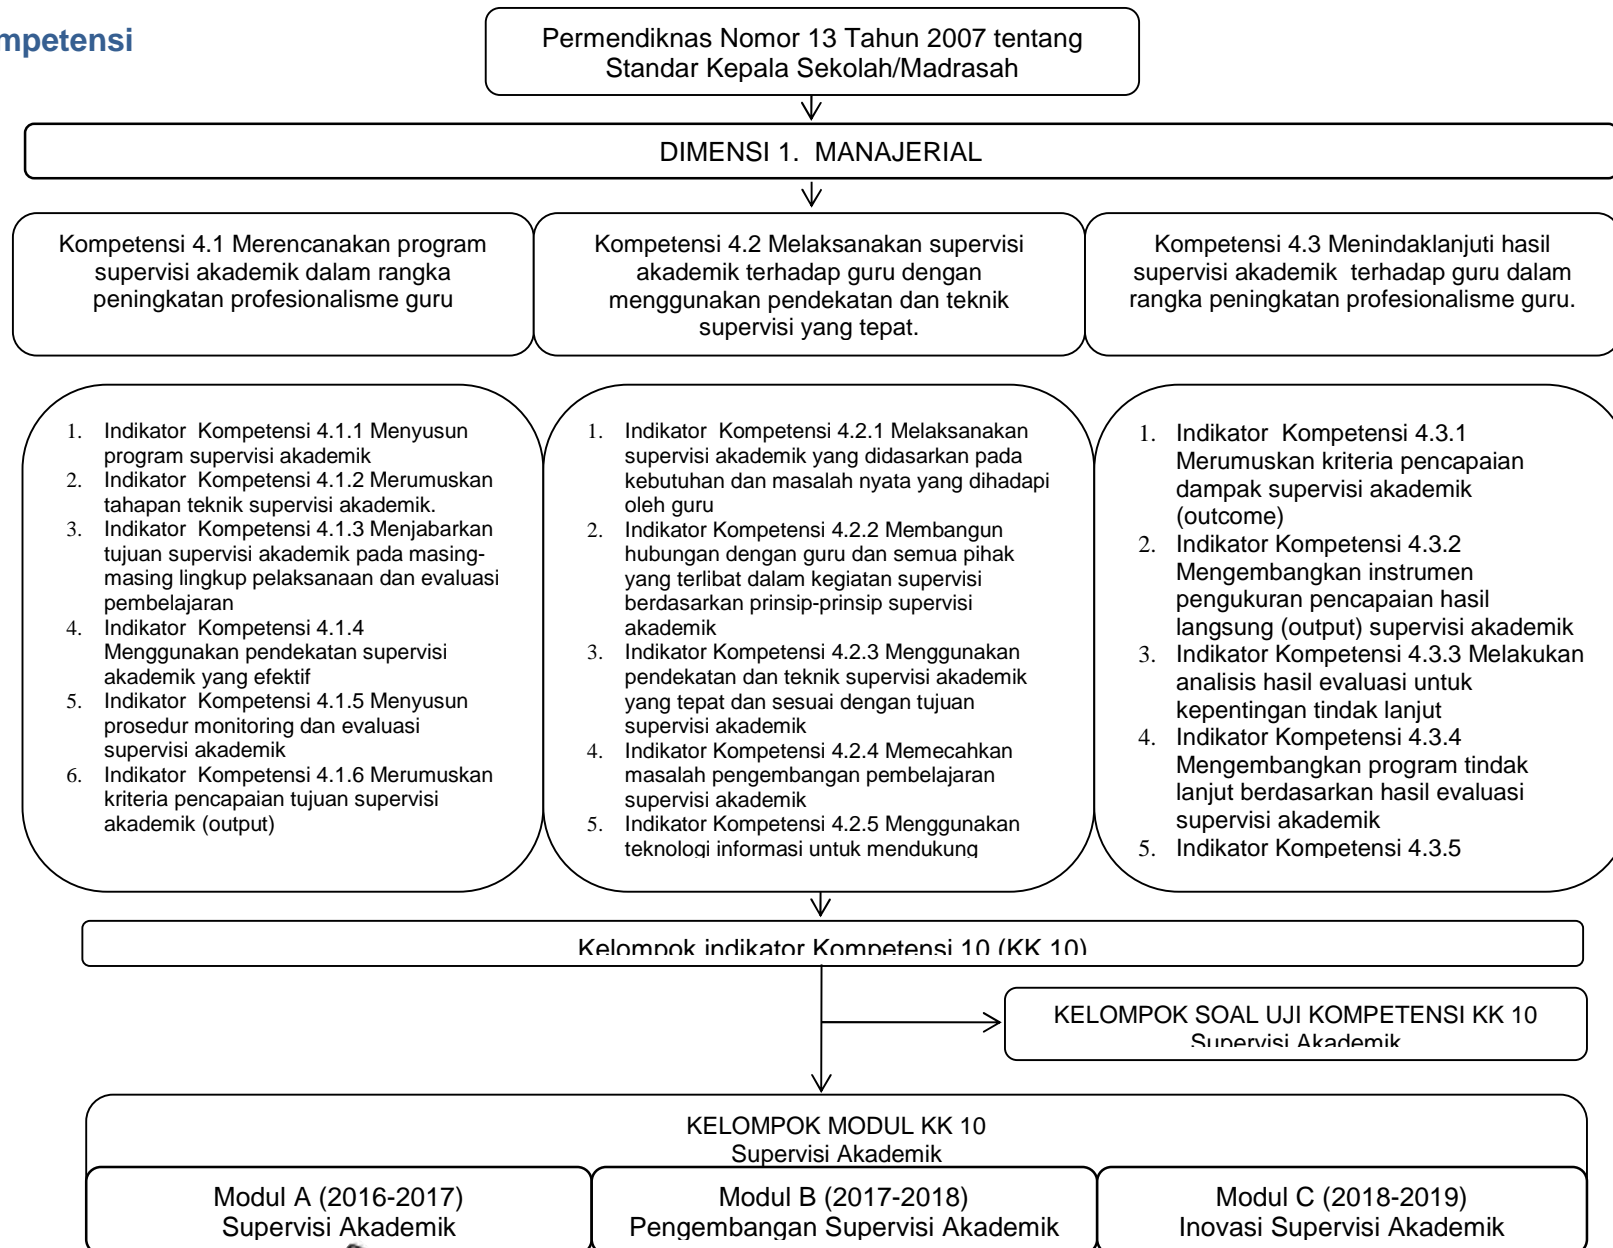 mpetensi
Permendiknas Nomor 13 Tahun 2007 tentang
Standar Kepala Sekolah/Madrasah
DIMENSI 1. MANAJERIAL
Kompetensi 4.1 Merencanakan program
supervisi akademik dalam rangka
peningkatan profesionalisme guru
Kompetensi 4.2 Melaksanakan supervisi
akademik terhadap guru dengan
menggunakan pendekatan dan teknik
supervisi yang tepat.
Kompetensi 4.3 Menindaklanjuti hasil
supervisi akademik terhadap guru dalam
rangka peningkatan profesionalisme guru.
1. Indikator Kompetensi 4.1.1 Menyusun
program supervisi akademik
2. Indikator Kompetensi 4.1.2 Merumuskan
tahapan teknik supervisi akademik.
3. Indikator Kompetensi 4.1.3 Menjabarkan
tujuan supervisi akademik pada masing-
masing lingkup pelaksanaan dan evaluasi
pembelajaran
4. Indikator Kompetensi 4.1.4
Menggunakan pendekatan supervisi
akademik yang efektif
5. Indikator Kompetensi 4.1.5 Menyusun
prosedur monitoring dan evaluasi
supervisi akademik
6. Indikator Kompetensi 4.1.6 Merumuskan
kriteria pencapaian tujuan supervisi
akademik (output)
1. Indikator Kompetensi 4.2.1 Melaksanakan
supervisi akademik yang didasarkan pada
kebutuhan dan masalah nyata yang dihadapi
oleh guru
2. Indikator Kompetensi 4.2.2 Membangun
hubungan dengan guru dan semua pihak
yang terlibat dalam kegiatan supervisi
berdasarkan prinsip-prinsip supervisi
akademik
3. Indikator Kompetensi 4.2.3 Menggunakan
pendekatan dan teknik supervisi akademik
yang tepat dan sesuai dengan tujuan
supervisi akademik
4. Indikator Kompetensi 4.2.4 Memecahkan
masalah pengembangan pembelajaran
supervisi akademik
5. Indikator Kompetensi 4.2.5 Menggunakan
teknologi informasi untuk mendukung
1. Indikator Kompetensi 4.3.1
Merumuskan kriteria pencapaian
dampak supervisi akademik
(outcome)
2. Indikator Kompetensi 4.3.2
Mengembangkan instrumen
pengukuran pencapaian hasil
langsung (output) supervisi akademik
3. Indikator Kompetensi 4.3.3 Melakukan
analisis hasil evaluasi untuk
kepentingan tindak lanjut
4. Indikator Kompetensi 4.3.4
Mengembangkan program tindak
lanjut berdasarkan hasil evaluasi
supervisi akademik
5. Indikator Kompetensi 4.3.5
Kelompok indikator Kompetensi 10 (KK 10)
KELOMPOK SOAL UJI KOMPETENSI KK 10
Supervisi Akademik
KELOMPOK MODUL KK 10
Supervisi Akademik
Modul A (2016-2017)
Supervisi Akademik
Modul B (2017-2018)
Pengembangan Supervisi Akademik
Modul C (2018-2019)
Inovasi Supervisi Akademik